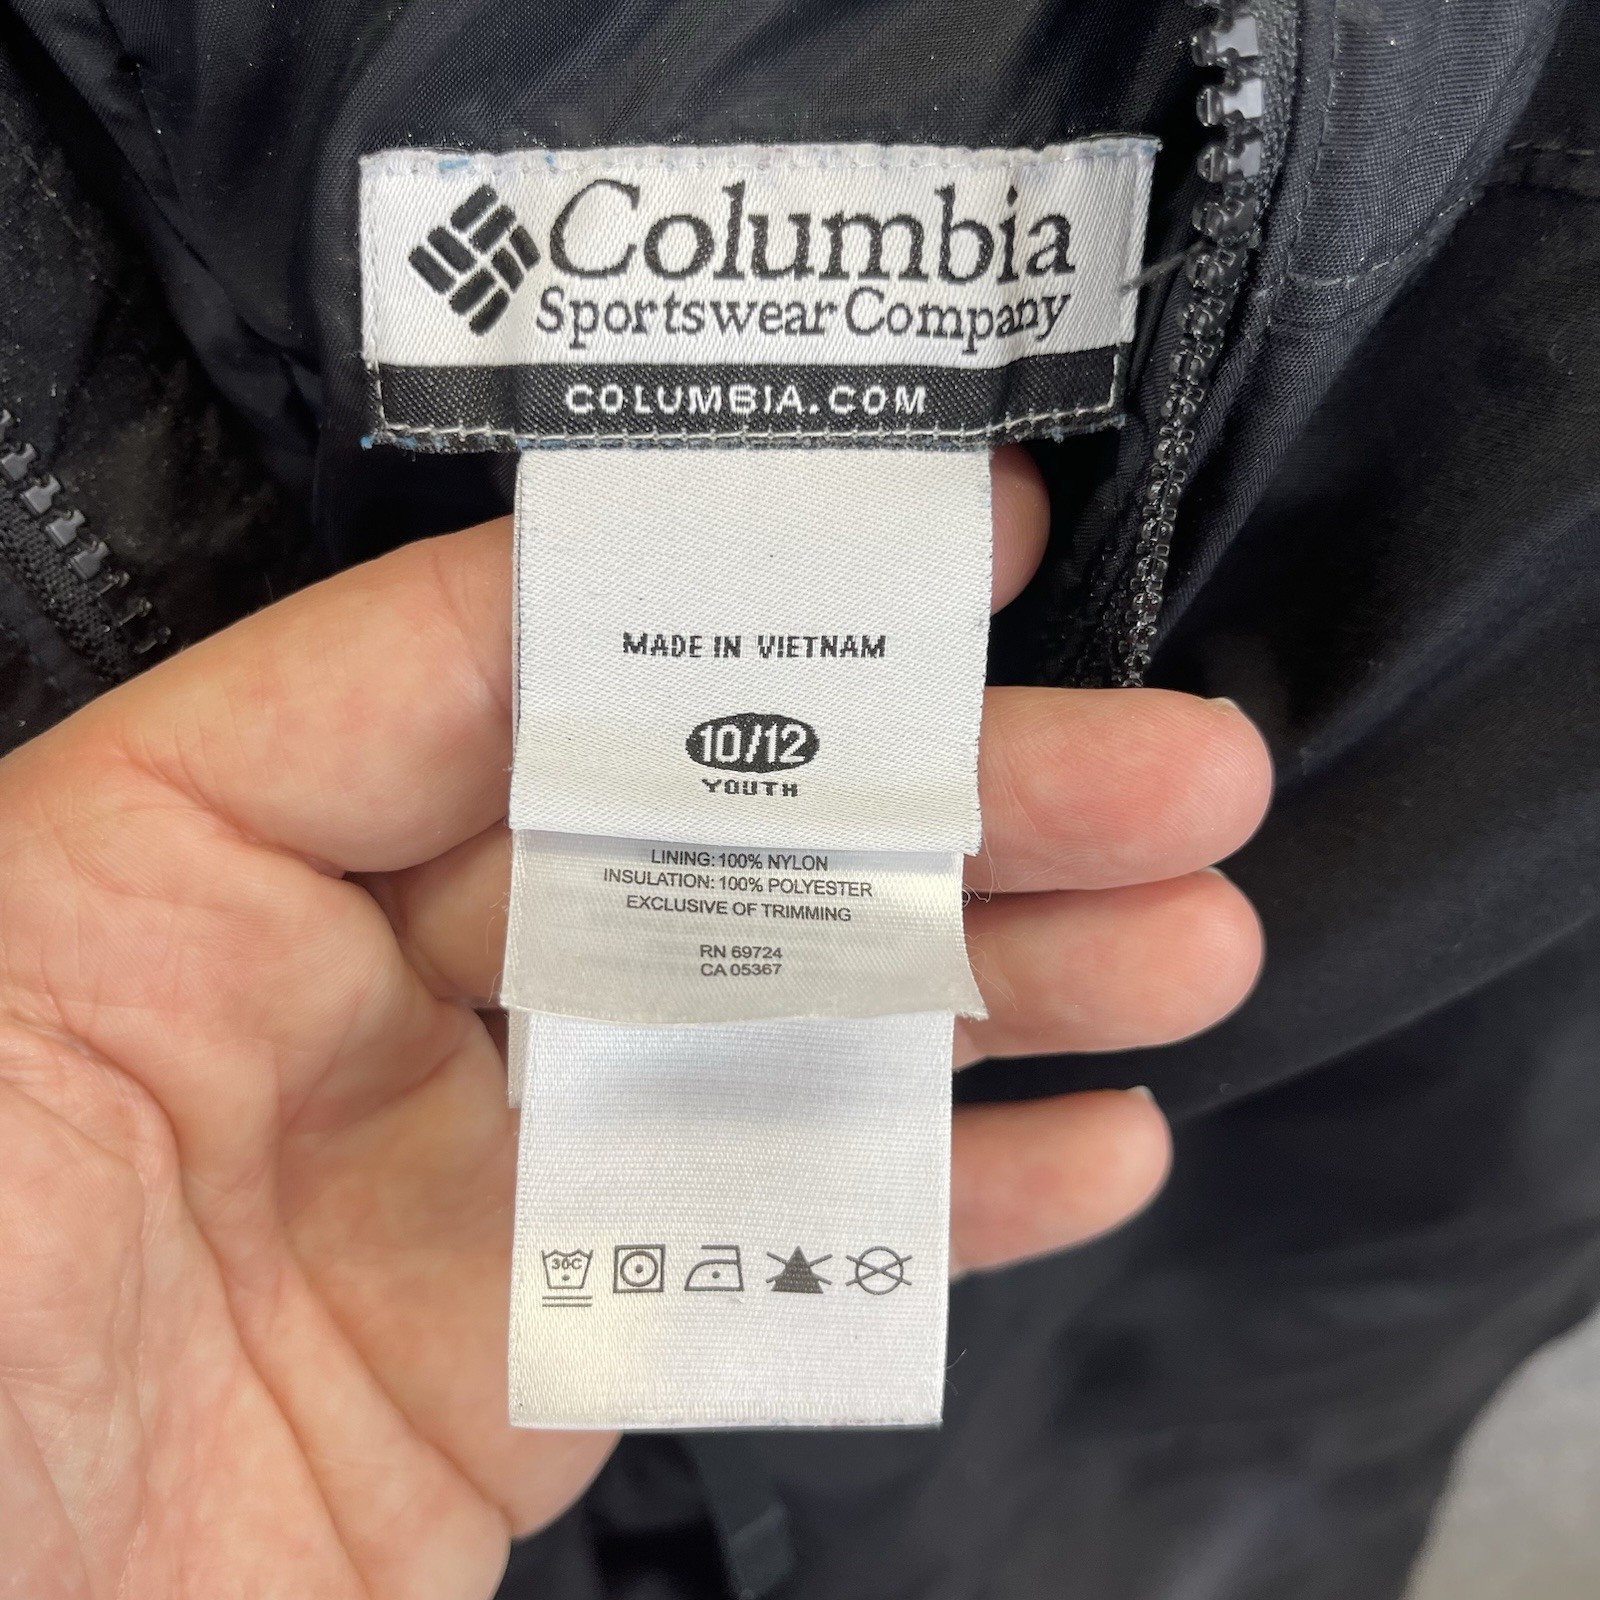 Columbia
Sportswear Company
COLUMBIA.COM
MADE IN VIETNAM
10/12
YOUTH
LINING: 100% NYLON
INSULATION: 100% POLYESTER
EXCLUSIVE OF TRIMMING
RN 69724
CA 05367
30C